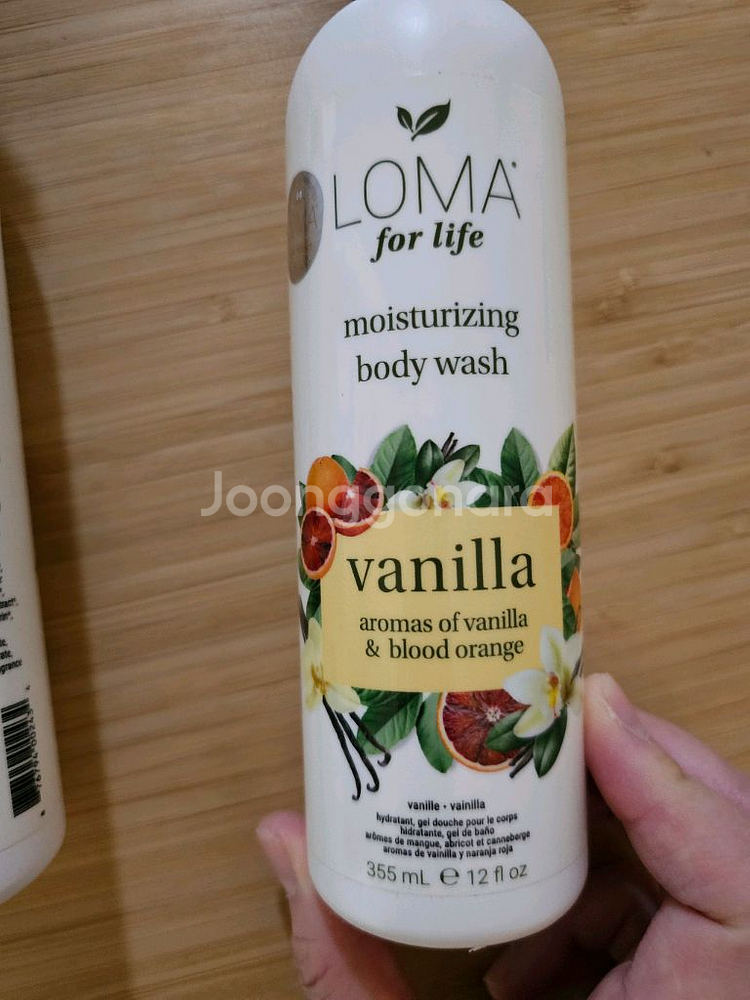 LOMA
for life
moisturizing
body wash
Joonggonara
vanilla
aromas of vanilla
& blood orange
vanille • vainilla
hydratant, gel douche pour le corps
hidratante, gel de baño
arômes de mangue, abricot et canneberge
aromas de vainilla y naranja roja
355 mL ℮ 12 fl oz